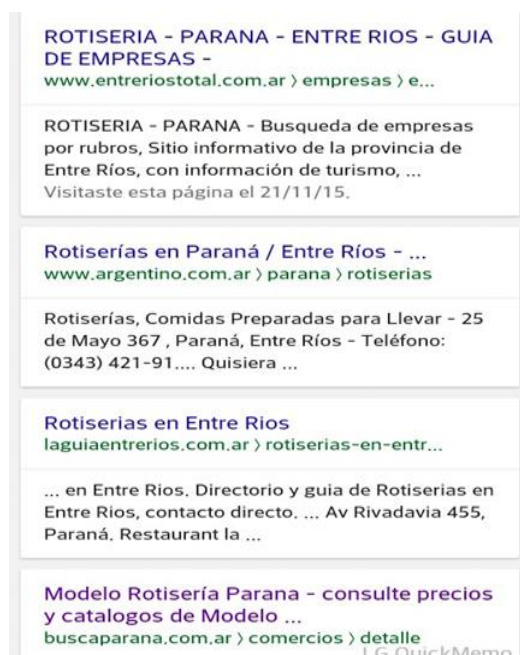 ROTISERIA - PARANA - ENTRE RIOS - GUIA
DE EMPRESAS -
www.entreriostotal.com.ar 〉 empresas 〉 e...
ROTISERIA - PARANA - Busqueda de empresas
por rubros, Sitio informativo de la provincia de
Entre Ríos, con información de turismo, ...
Visitaste esta página el 21/11/15.
Rotiserías en Paraná / Entre Ríos - ...
www.argentino.com.ar 〉 parana 〉 rotiserias
Rotiserías, Comidas Preparadas para Llevar - 25
de Mayo 367 , Paraná, Entre Ríos - Teléfono:
(0343) 421-91.... Quisiera ...
Rotiserias en Entre Rios
laguiaentrerios.com.ar 〉 rotiserias-en-entr...
... en Entre Rios. Directorio y guia de Rotiserias en
Entre Rios, contacto directo. ... Av Rivadavia 455,
Paraná. Restaurant la ...
Modelo Rotisería Parana - consulte precios
y catalogos de Modelo ...
buscaparana.com.ar 〉 comercios 〉 detalle
LG QuickMemo